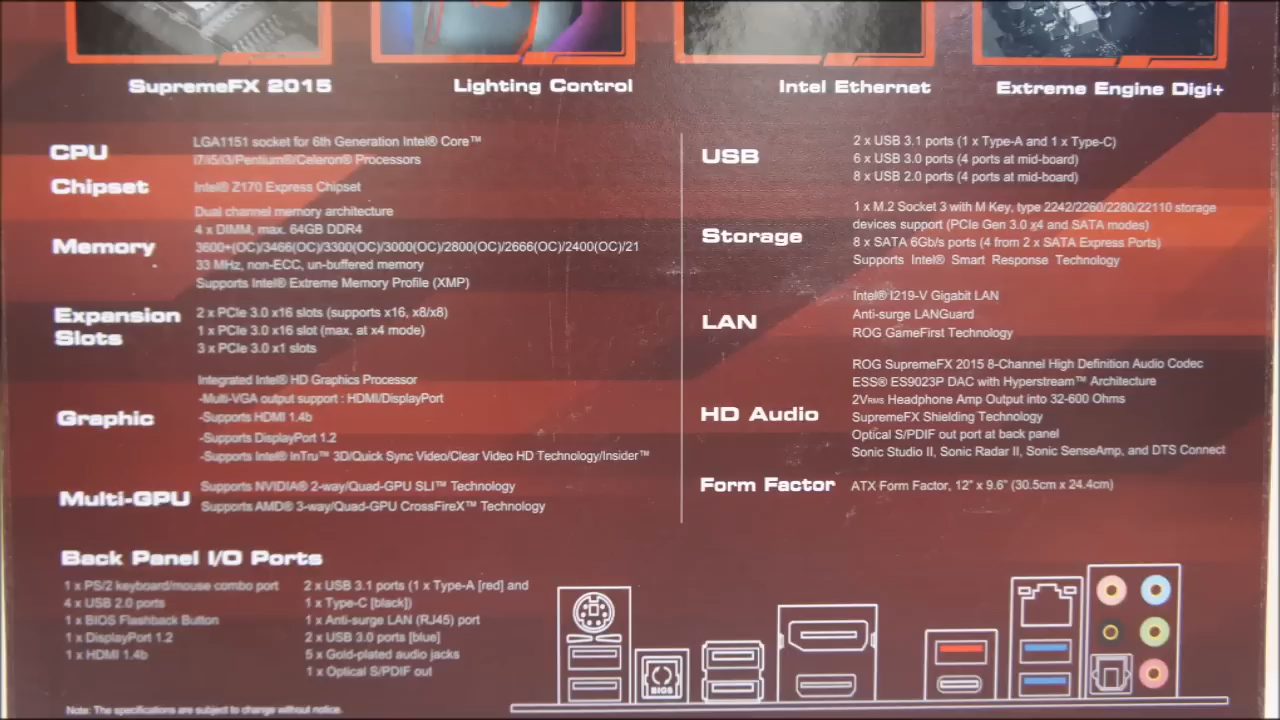 SupremeFX 2015
Lighting Control
Intel Ethernet
Extreme Engine Digi+
CPU
LGA1151 socket for 6th Generation Intel® Core™
i7/i5/i3/Pentium®/Celeron® Processors
Chipset
Intel® Z170 Express Chipset
Memory
Dual channel memory architecture
4 x DIMM, max. 64GB DDR4
3600+(OC)/3466(OC)/3300(OC)/3000(OC)/2800(OC)/2666(OC)/2400(OC)/21
33 MHz, non-ECC, un-buffered memory
Supports Intel® Extreme Memory Profile (XMP)
Expansion
Slots
2 x PCIe 3.0 x16 slots (supports x16, x8/x8)
1 x PCIe 3.0 x16 slot (max. at x4 mode)
3 x PCIe 3.0 x1 slots
Graphic
Integrated Intel® HD Graphics Processor
-Multi-VGA output support : HDMI/DisplayPort
-Supports HDMI 1.4b
-Supports DisplayPort 1.2
-Supports Intel® InTru™ 3D/Quick Sync Video/Clear Video HD Technology/Insider™
Multi-GPU
Supports NVIDIA® 2-way/Quad-GPU SLI™ Technology
Supports AMD® 3-way/Quad-GPU CrossFireX™ Technology
USB
2 x USB 3.1 ports (1 x Type-A and 1 x Type-C)
6 x USB 3.0 ports (4 ports at mid-board)
8 x USB 2.0 ports (4 ports at mid-board)
Storage
1 x M.2 Socket 3 with M Key, type 2242/2260/2280/22110 storage
devices support (PCIe Gen 3.0 x4 and SATA modes)
8 x SATA 6Gb/s ports (4 from 2 x SATA Express Ports)
Supports Intel® Smart Response Technology
LAN
Intel® I219-V Gigabit LAN
Anti-surge LANGuard
ROG GameFirst Technology
HD Audio
ROG SupremeFX 2015 8-Channel High Definition Audio Codec
ESS® ES9023P DAC with Hyperstream™ Architecture
2VRMS Headphone Amp Output into 32-600 Ohms
SupremeFX Shielding Technology
Optical S/PDIF out port at back panel
Sonic Studio II, Sonic Radar II, Sonic SenseAmp, and DTS Connect
Form Factor
ATX Form Factor, 12" x 9.6" (30.5cm x 24.4cm)
Back Panel I/O Ports
1 x PS/2 keyboard/mouse combo port
4 x USB 2.0 ports
1 x BIOS Flashback Button
1 x DisplayPort 1.2
1 x HDMI 1.4b
2 x USB 3.1 ports (1 x Type-A [red] and
1 x Type-C [black])
1 x Anti-surge LAN (RJ45) port
2 x USB 3.0 ports [blue]
5 x Gold-plated audio jacks
1 x Optical S/PDIF out
BIOS
Note: The specifications are subject to change without notice.